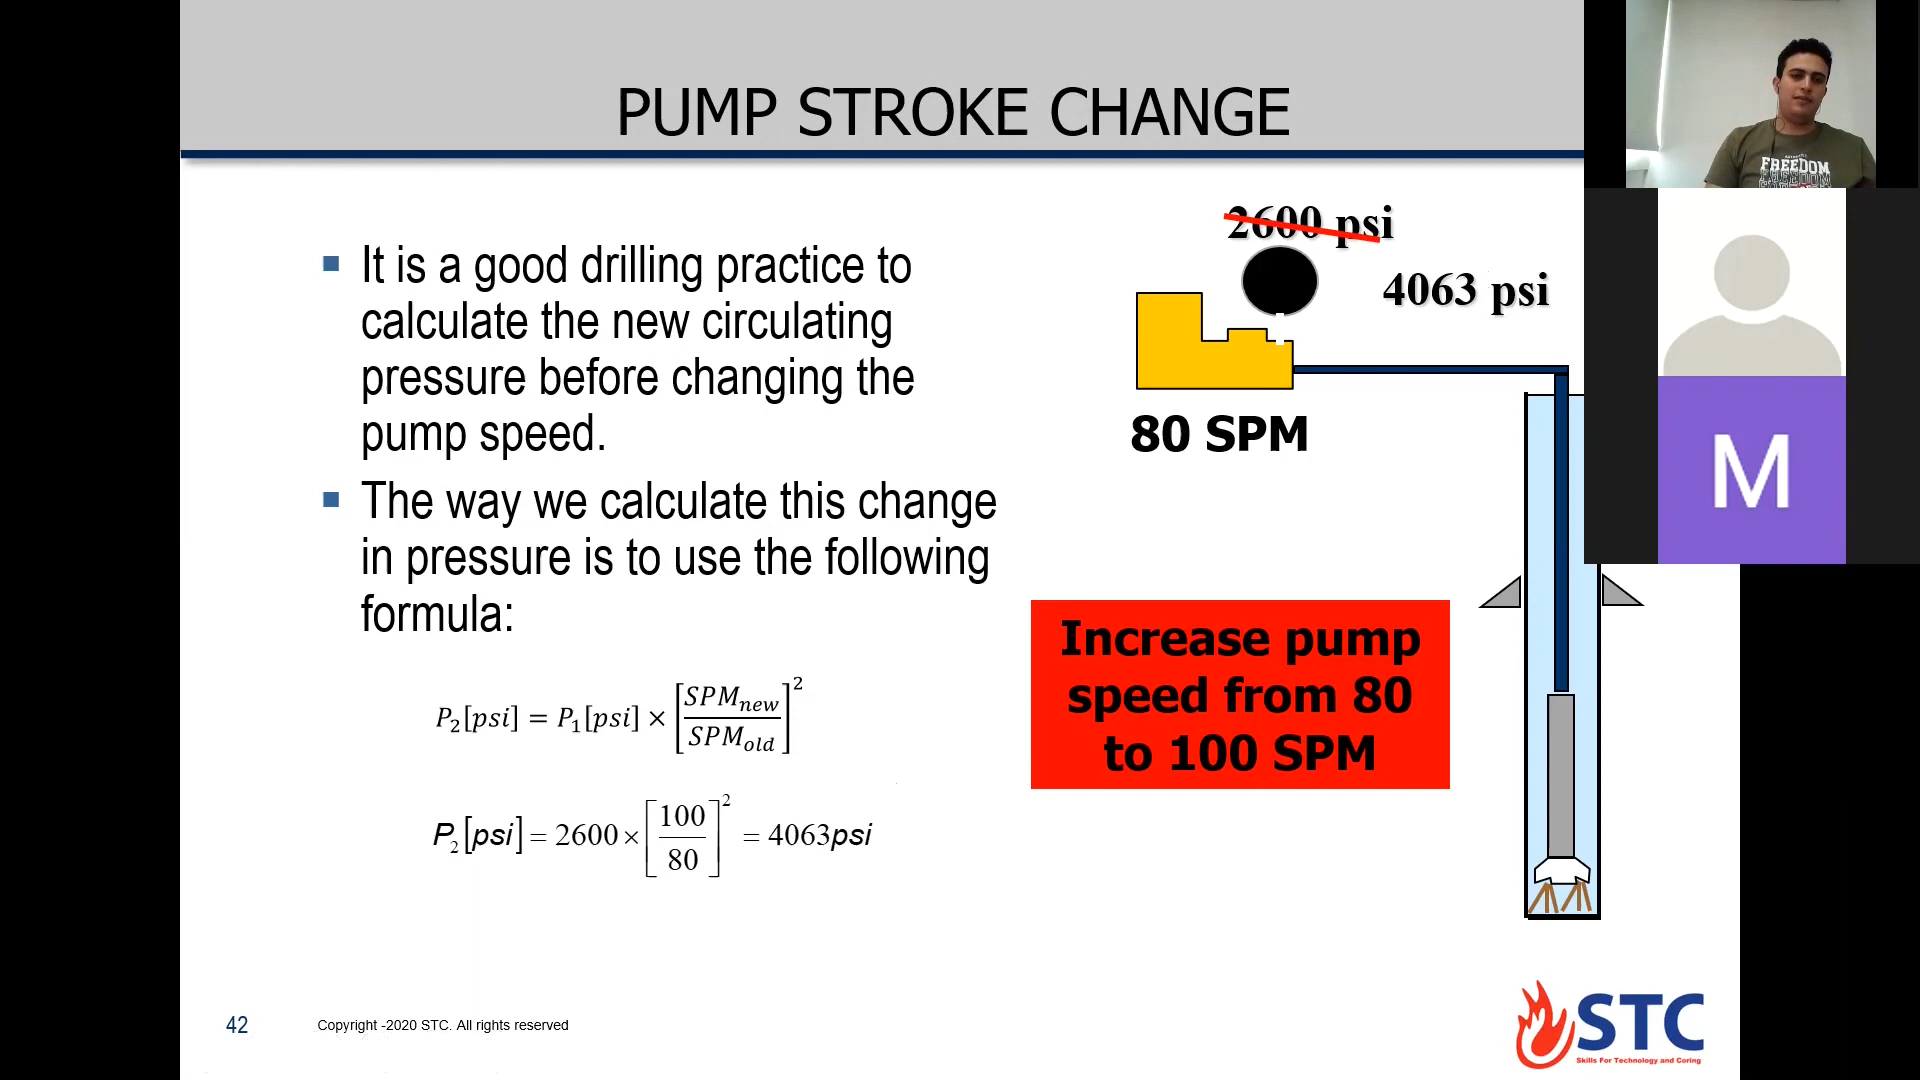 PUMP STROKE CHANGE
It is a good drilling practice to
calculate the new circulating
pressure before changing the
pump speed.
The way we calculate this change
in pressure is to use the following
formula:
P₂[psi] = P₁[psi] × [SPMnew / SPMold]²
P₂[psi] = 2600 × [100 / 80]² = 4063psi
2600 psi
4063 psi
80 SPM
Increase pump
speed from 80
to 100 SPM
FREEDOM
FREEDOM
M
42
Copyright -2020 STC. All rights reserved
STC
Skills For Technology and Coring